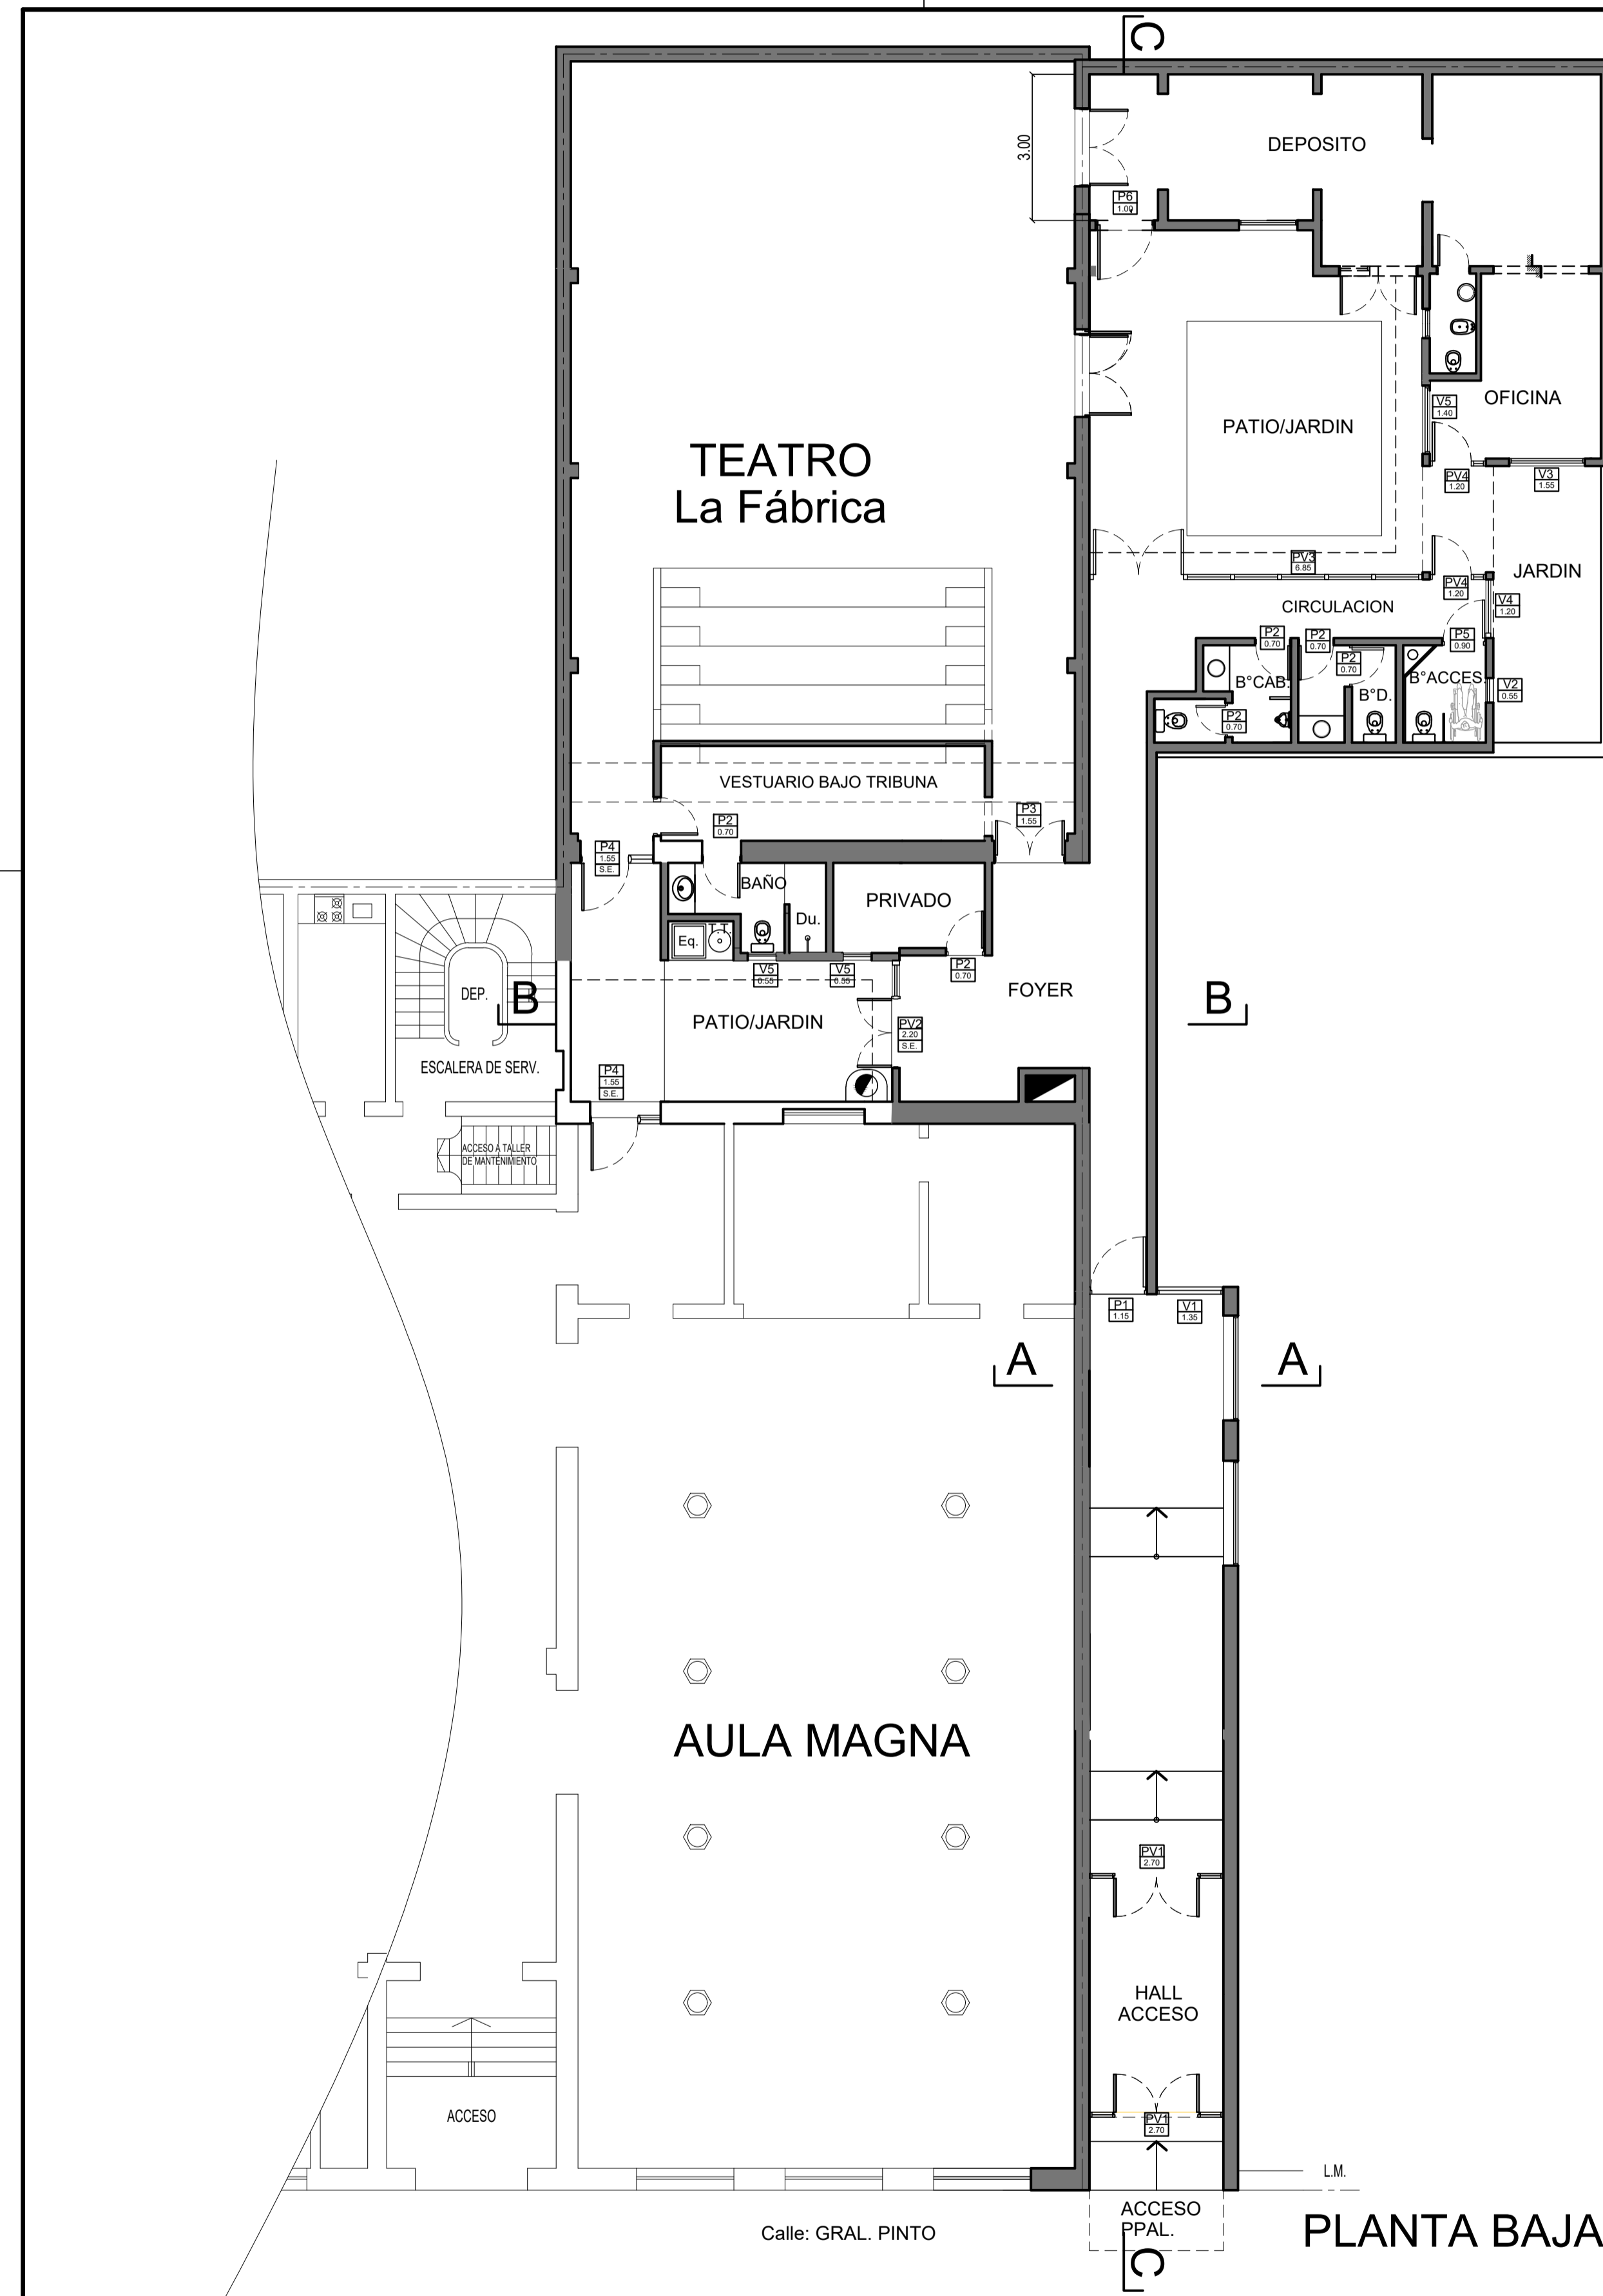 C
DEPOSITO
3.00
P6
1.00
OFICINA
V5
1.40
PATIO/JARDIN
TEATRO
La Fábrica
PV4
1.20
V3
1.55
PV3
6.85
JARDIN
PV4
1.20
V4
1.20
CIRCULACION
P2
0.70
P2
0.70
P5
0.90
P2
0.70
B°CAB.
B°D.
B°ACCES.
V2
0.55
P2
0.70
VESTUARIO BAJO TRIBUNA
P3
1.55
P2
0.70
P4
1.55
S.E.
BAÑO
PRIVADO
Du.
T.T.
Eq.
V5
0.55
V5
0.55
P2
0.70
FOYER
DEP.
B
B
PATIO/JARDIN
PV2
2.20
S.E.
ESCALERA DE SERV.
P4
1.55
S.E.
ACCESO A TALLER
DE MANTENIMIENTO
P1
1.15
V1
1.35
A
A
AULA MAGNA
PV1
2.70
HALL
ACCESO
ACCESO
PV1
2.70
L.M.
ACCESO
PPAL.
Calle: GRAL. PINTO
PLANTA BAJA
C